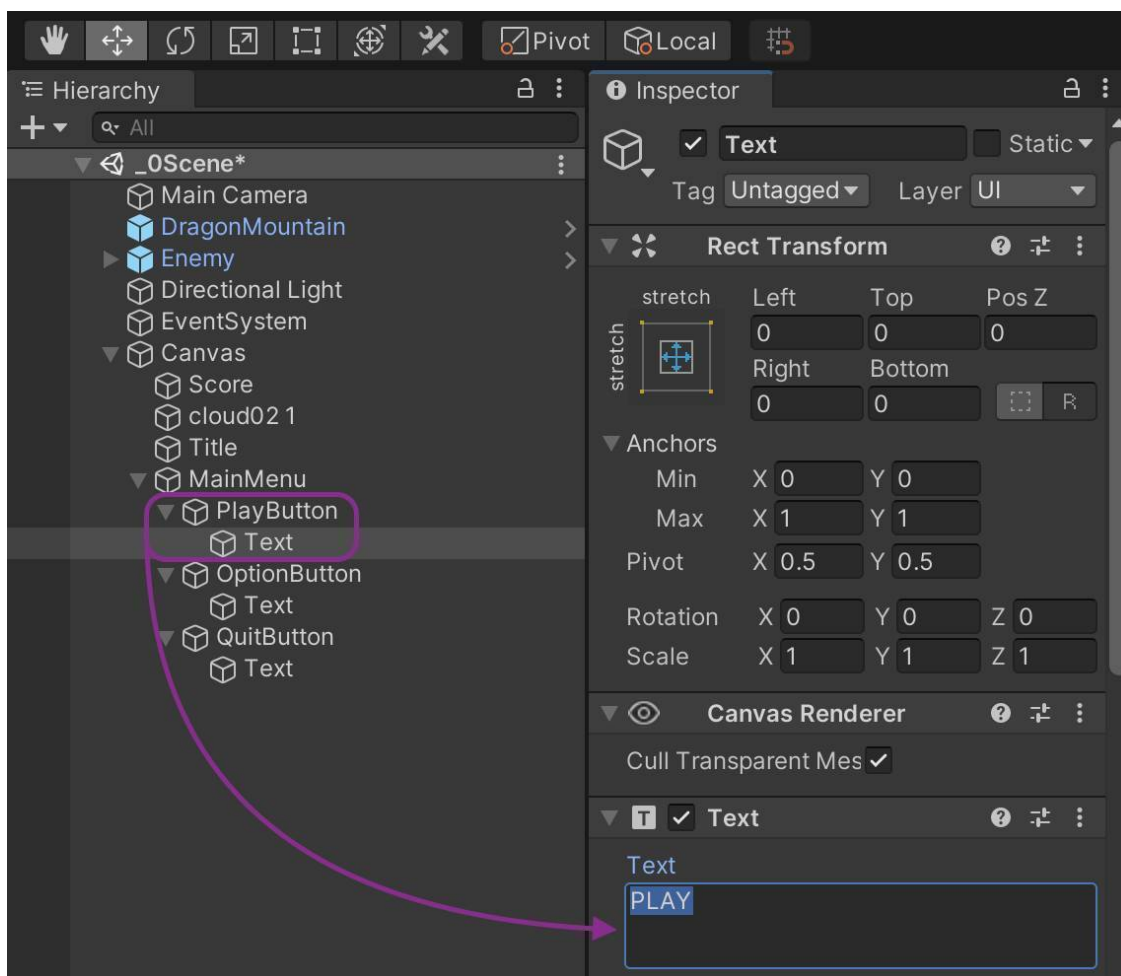 Pivot Local
Hierarchy
All
_0Scene*
Main Camera
DragonMountain
Enemy
Directional Light
EventSystem
Canvas
Score
cloud02 1
Title
MainMenu
PlayButton
Text
OptionButton
Text
QuitButton
Text
Inspector
Text Static
Tag Untagged Layer UI
Rect Transform
stretch Left Top Pos Z
stretch
0 0 0
Right Bottom
0 0 R
Anchors
Min X 0 Y 0
Max X 1 Y 1
Pivot X 0.5 Y 0.5
Rotation X 0 Y 0 Z 0
Scale X 1 Y 1 Z 1
Canvas Renderer
Cull Transparent Mes
T Text
Text
PLAY